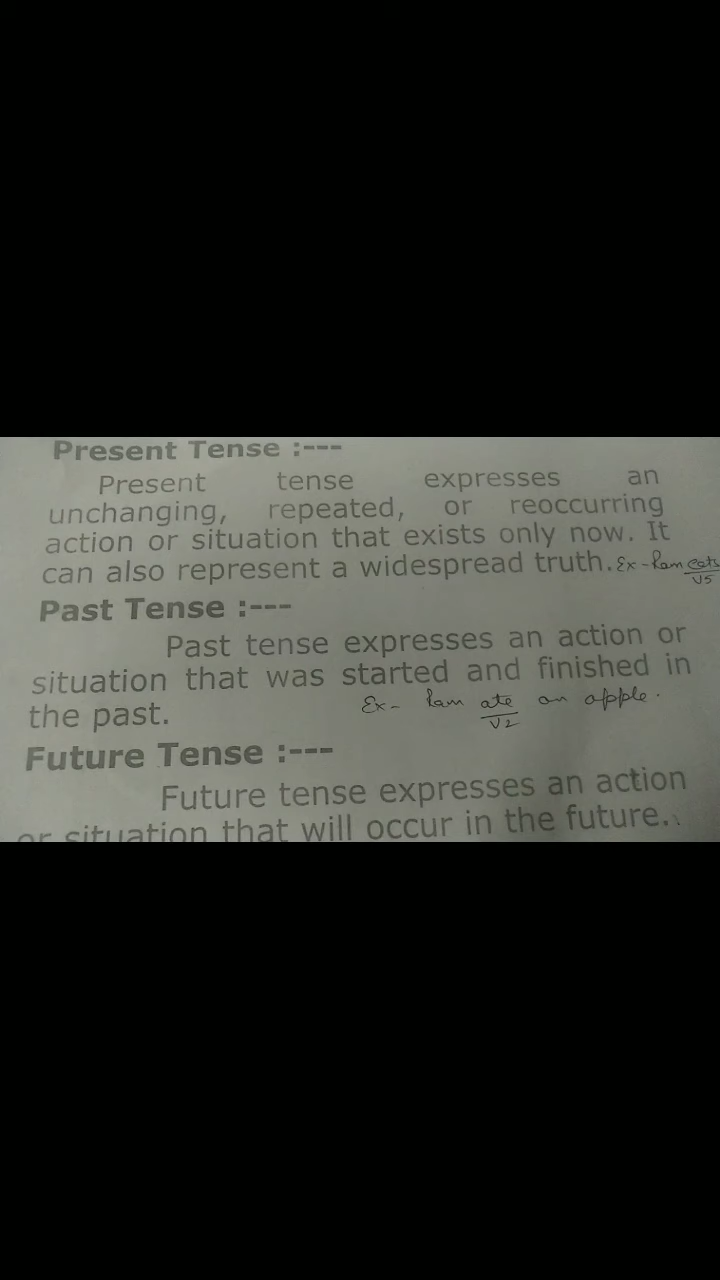 Present Tense :---
Present tense expresses an
unchanging, repeated, or reoccurring
action or situation that exists only now. It
can also represent a widespread truth. Ex - Ram eats
V5
Past Tense :---
Past tense expresses an action or
situation that was started and finished in
the past. Ex - Ram ate an apple.
V2
Future Tense :---
Future tense expresses an action
or situation that will occur in the future.